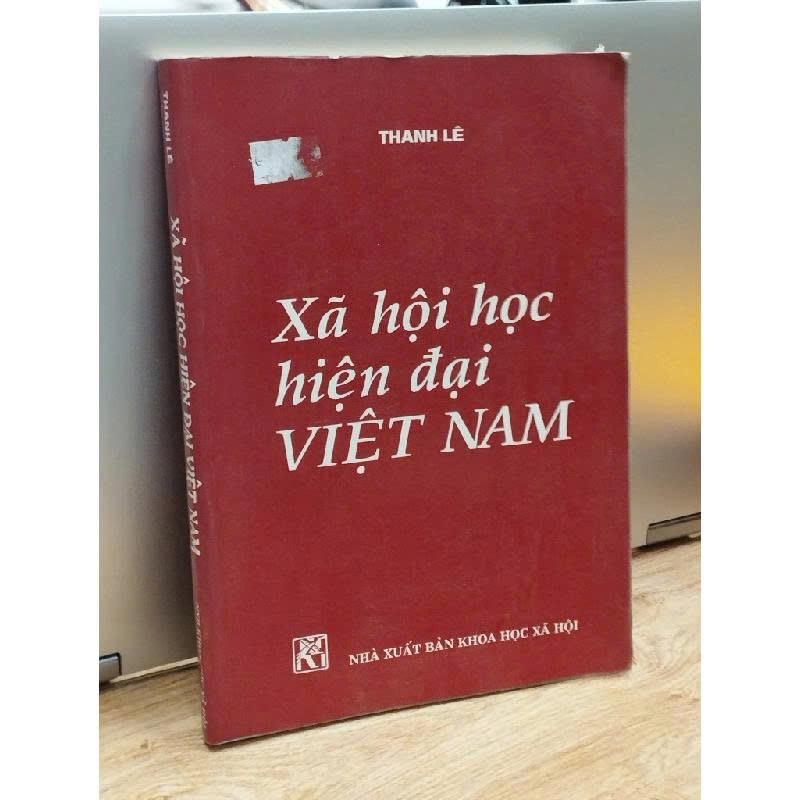 THANH LÊ
Xã hội học
hiện đại
VIỆT NAM
NHÀ XUẤT BẢN KHOA HỌC XÃ HỘI
THANH LÊ
XÃ HỘI HỌC HIỆN ĐẠI VIỆT NAM